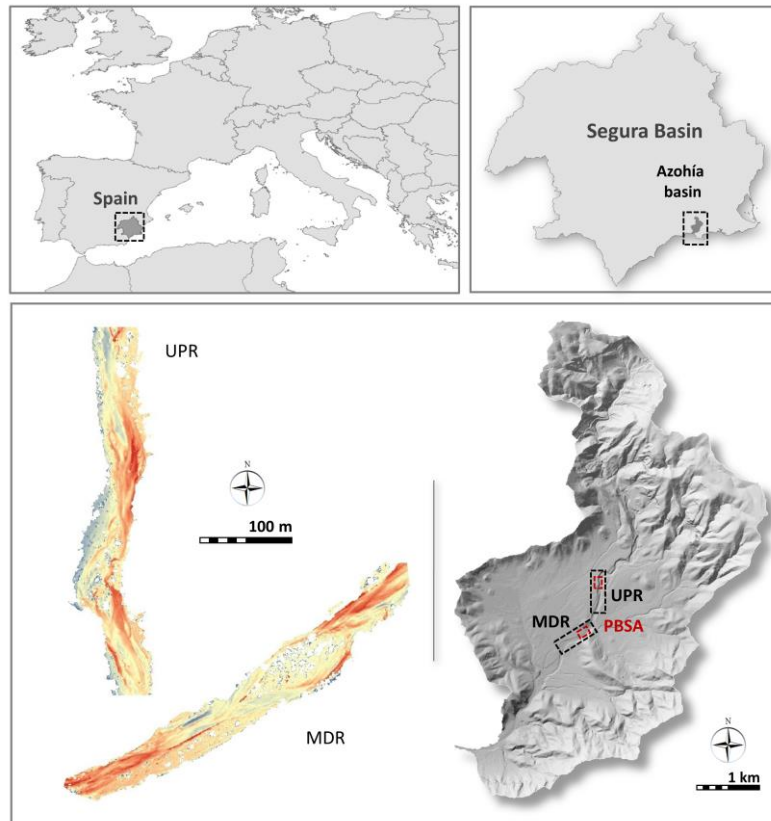 Spain
Segura Basin
Azohía
basin
UPR
N
100 m
MDR
UPR
MDR
PBSA
N
1 km